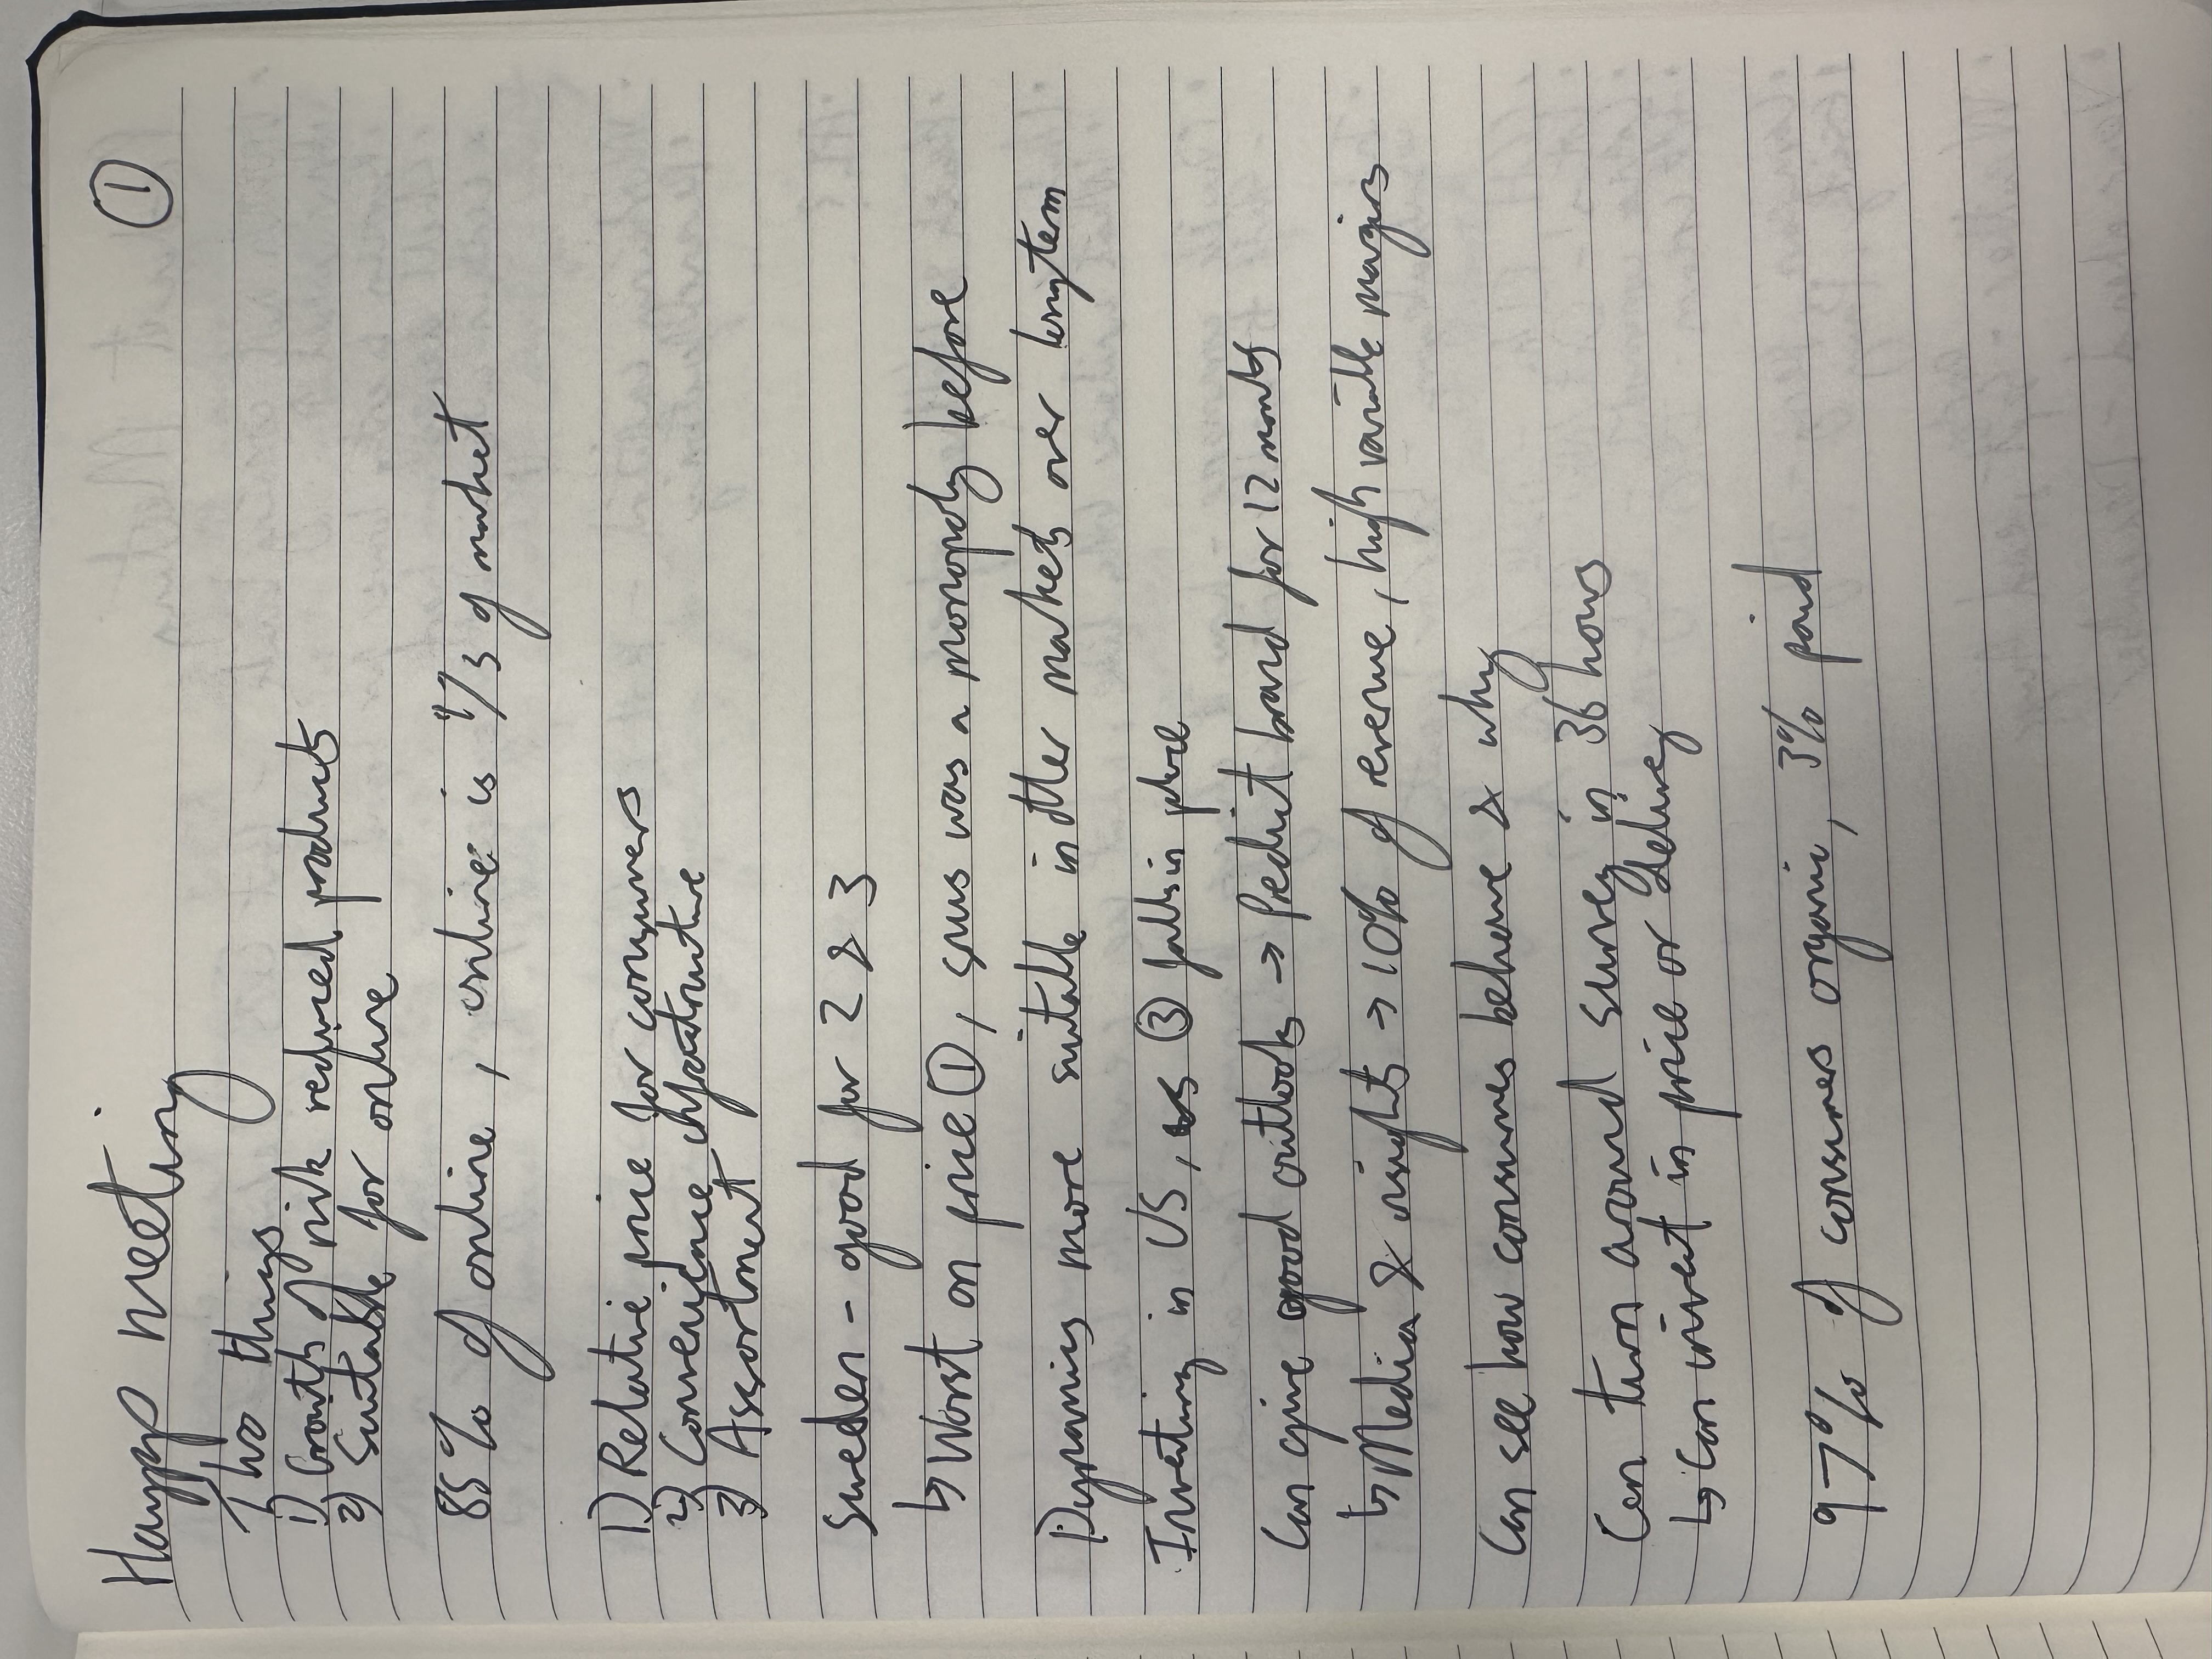 Haypp meeting
①
Two things
1) Growth of risk reduced products
2) Suitable for online
85% of online, online is 1/3 of market
1) Relative price for consumers
2) Convenience infrastructure
3) Assortment
Sweden - good for 2 & 3
↳ Worst on price ①, snus was a monopoly before
Dynamics more suitable in other markets over long term
Investing in US, as ③ falls in place
Can give good outlooks → Predict brand for 12 months
↳ Media & insights → 10% of revenue, high variable margins
Can see how consumers behave & why
Can turn around survey in 36 hours
↳ Can invest in price or delivery
97% of consumers organic, 3% paid